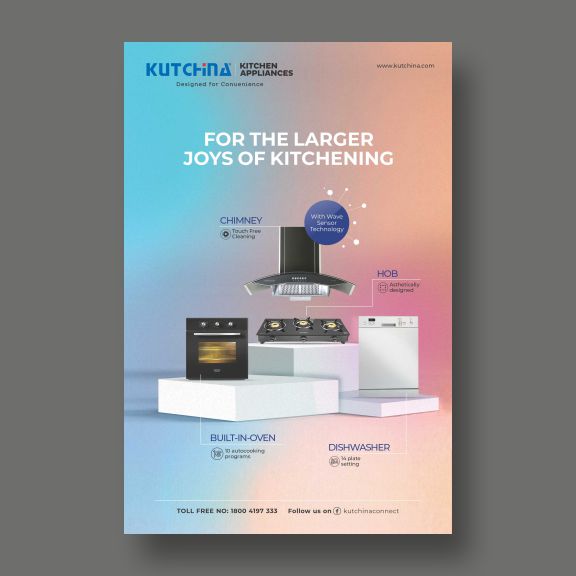 KUTCHINA KITCHEN APPLIANCES
Designed for Convenience
www.kutchina.com
FOR THE LARGER
JOYS OF KITCHENING
CHIMNEY
Touch Free
Cleaning
With Wave
Sensor
Technology
HOB
Asthetically
designed
BUILT-IN-OVEN
10 autocooking
programs
DISHWASHER
14 plate
setting
TOLL FREE NO: 1800 4197 333 Follow us on kutchinaconnect